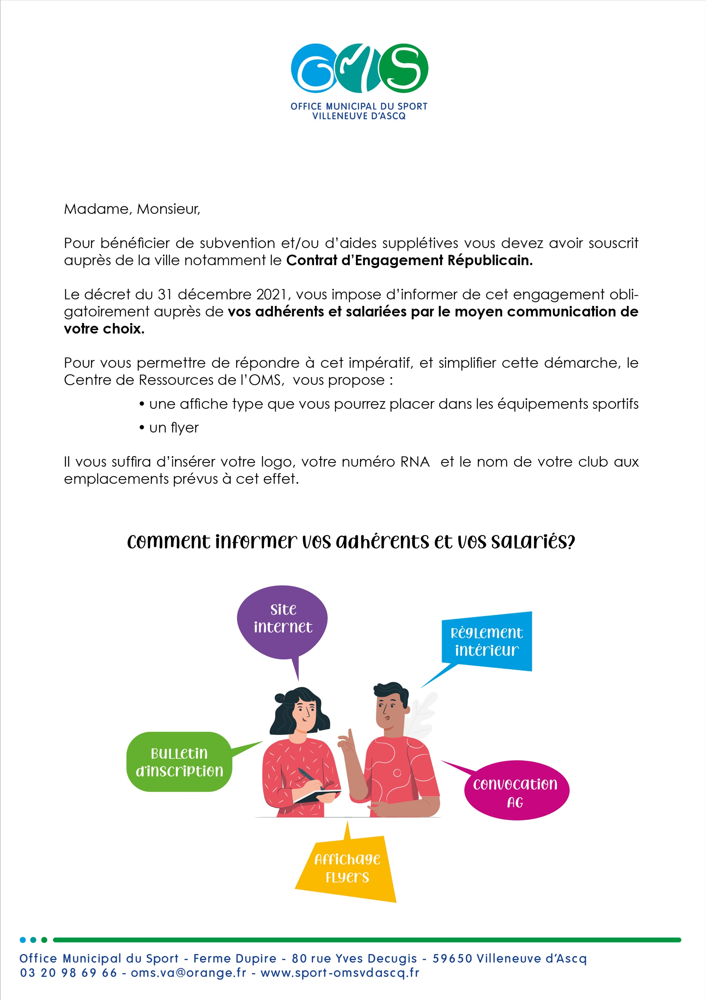 OMS
OFFICE MUNICIPAL DU SPORT
VILLENEUVE D'ASCQ
Madame, Monsieur,
Pour bénéficier de subvention et/ou d'aides supplétives vous devez avoir souscrit
auprès de la ville notamment le Contrat d'Engagement Républicain.
Le décret du 31 décembre 2021, vous impose d'informer de cet engagement obli-
gatoirement auprès de vos adhérents et salariées par le moyen communication de
votre choix.
Pour vous permettre de répondre à cet impératif, et simplifier cette démarche, le
Centre de Ressources de l'OMS, vous propose :
• une affiche type que vous pourrez placer dans les équipements sportifs
• un flyer
Il vous suffira d'insérer votre logo, votre numéro RNA et le nom de votre club aux
emplacements prévus à cet effet.
Comment informer vos adhérents et vos salariés?
Site
internet
Règlement
intérieur
Bulletin
d'inscription
Convocation
AG
Affichage
Flyers
Office Municipal du Sport - Ferme Dupire - 80 rue Yves Decugis - 59650 Villeneuve d'Ascq
03 20 98 69 66 - oms.va@orange.fr - www.sport-omsvdascq.fr